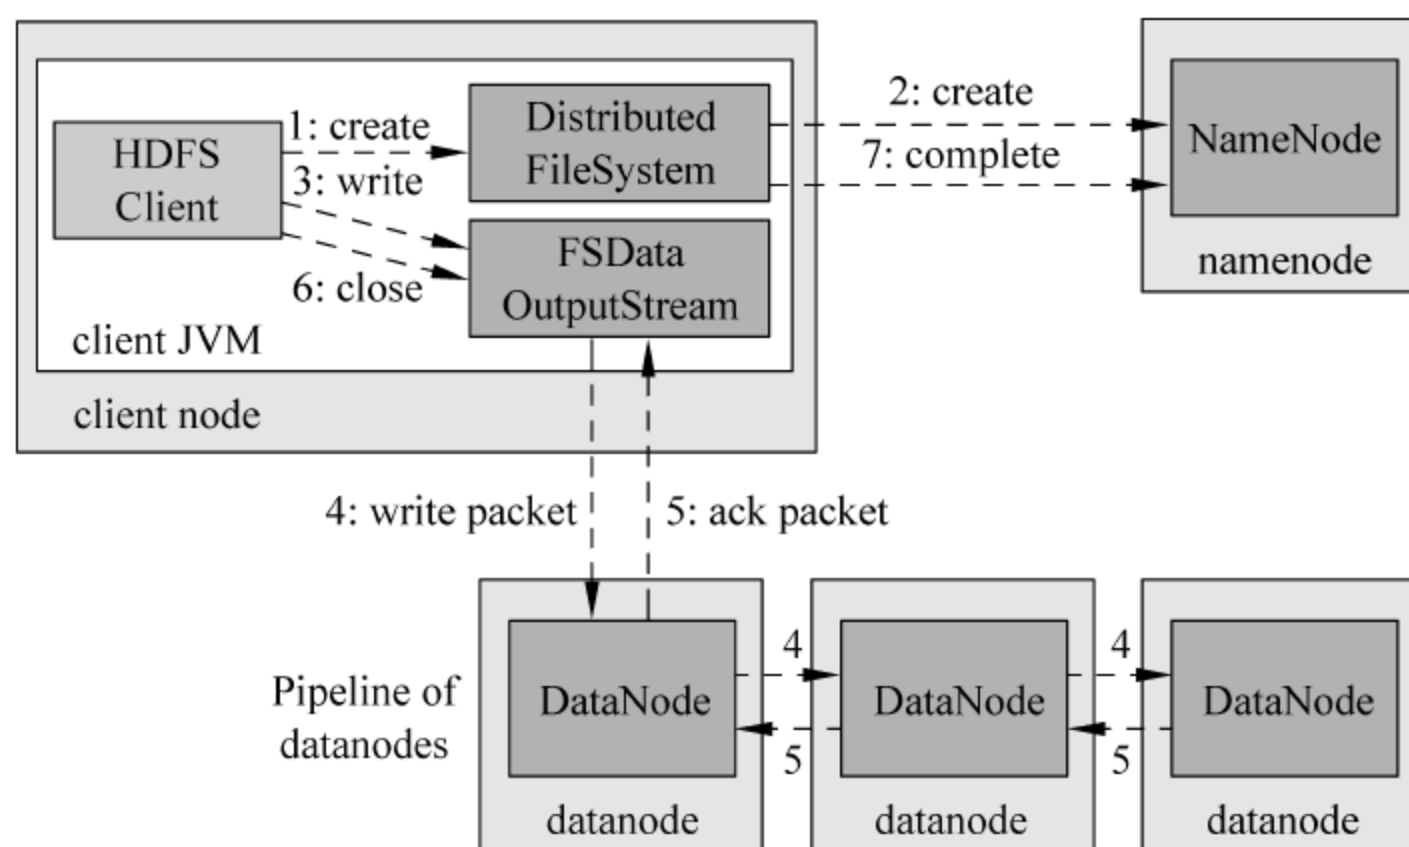 HDFS
Client
1: create
3: write
6: close
Distributed
FileSystem
FSData
OutputStream
client JVM
client node
2: create
7: complete
NameNode
namenode
4: write packet
5: ack packet
Pipeline of
datanodes
DataNode
4
5
DataNode
4
5
DataNode
datanode
datanode
datanode